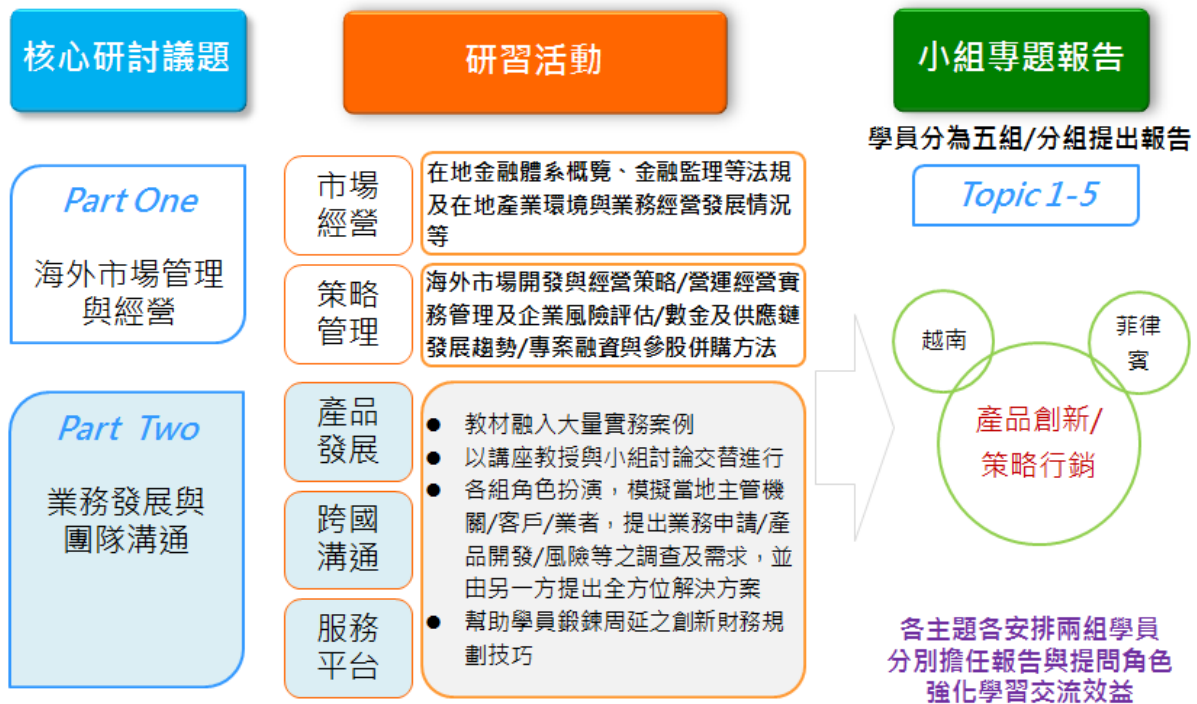 核心研討議題
研習活動
小組專題報告
學員分為五組/分組提出報告
Part One
海外市場管理
與經營
市場
經營
在地金融體系概覽、金融監理等法規
及在地產業環境與業務經營發展情況
等
策略
管理
海外市場開發與經營策略/營運經營實
務管理及企業風險評估/數金及供應鏈
發展趨勢/專案融資與參股併購方法
Part Two
業務發展與
團隊溝通
產品
發展
跨國
溝通
服務
平台
● 教材融入大量實務案例
● 以講座教授與小組討論交替進行
● 各組角色扮演，模擬當地主管機
關/客戶/業者，提出業務申請/產
品開發/風險等之調查及需求，並
由另一方提出全方位解決方案
● 幫助學員鍛鍊周延之創新財務規
劃技巧
Topic 1-5
越南
菲律
賓
產品創新/
策略行銷
各主題各安排兩組學員
分別擔任報告與提問角色
強化學習交流效益